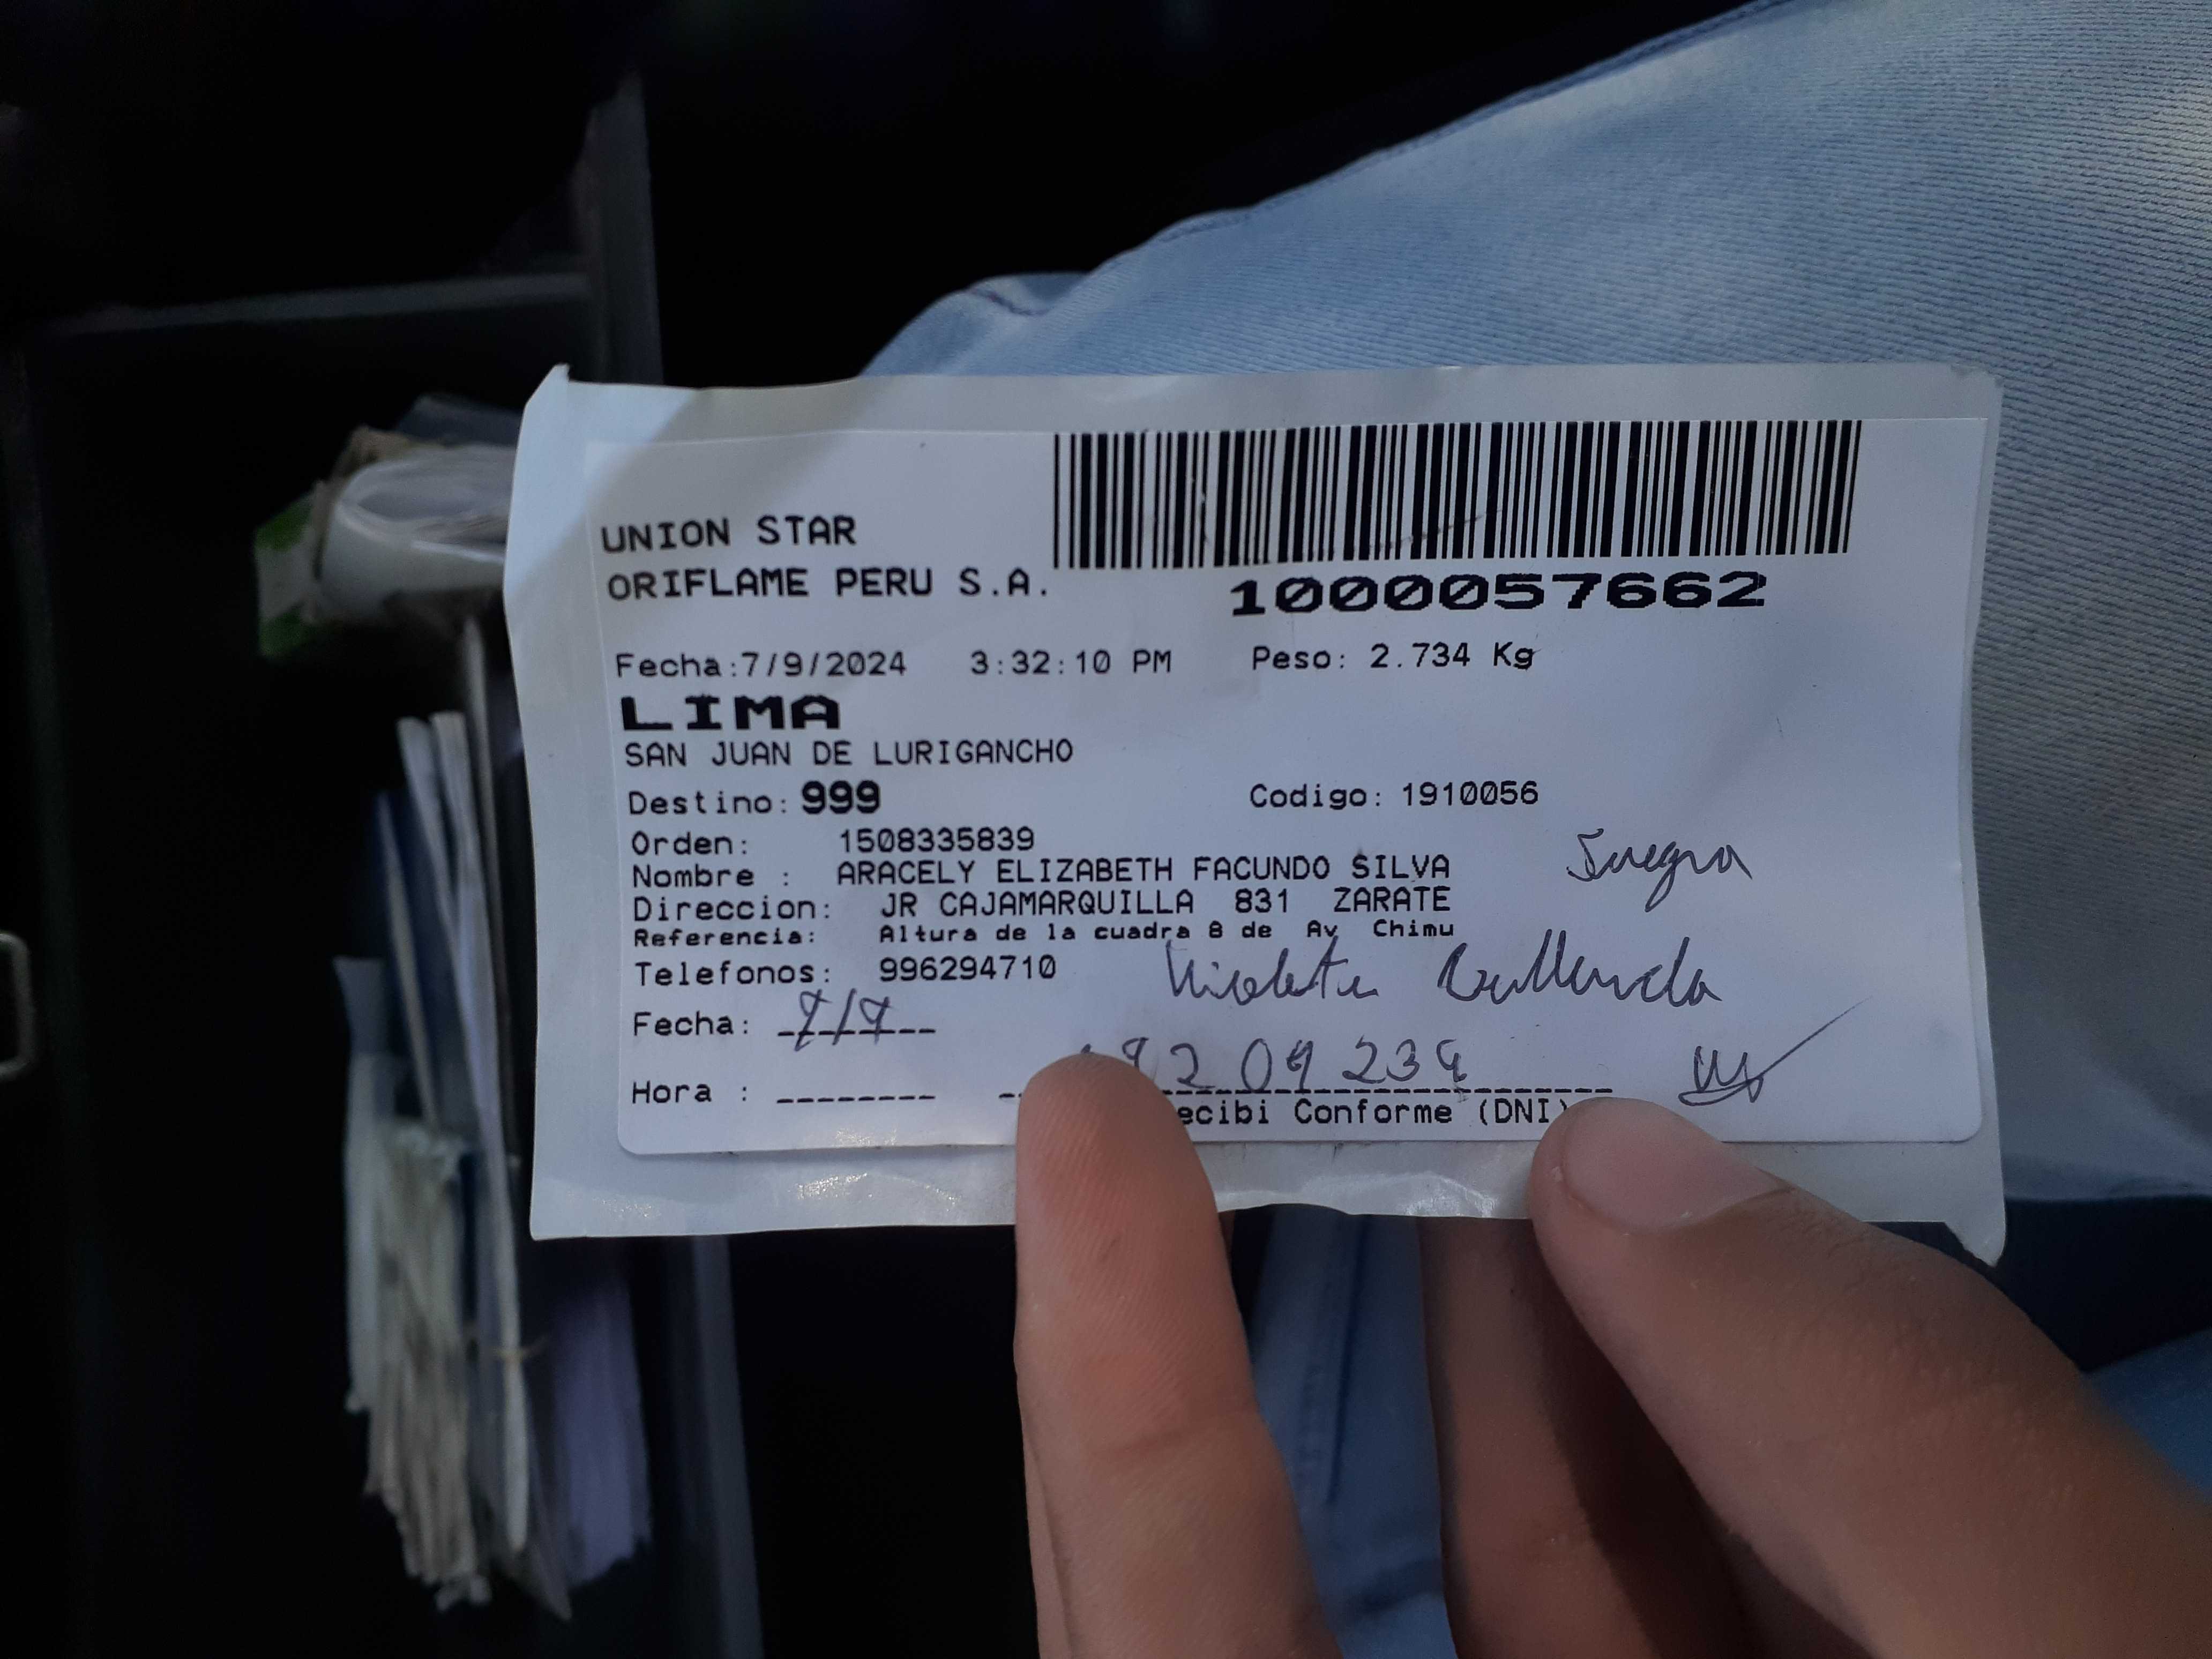 UNION STAR
ORIFLAME PERU S.A.
1000057662
Fecha:7/9/2024 3:32:10 PM Peso: 2.734 Kg
LIMA
SAN JUAN DE LURIGANCHO
Destino: 999 Codigo: 1910056
Orden: 1508335839
Nombre : ARACELY ELIZABETH FACUNDO SILVA
Suegra
Direccion: JR CAJAMARQUILLA 831 ZARATE
Referencia: Altura de la cuadra 8 de Av Chimu
Telefonos: 996294710
Violeta
Fecha:
Hora :
ecibi Conforme (DNI)